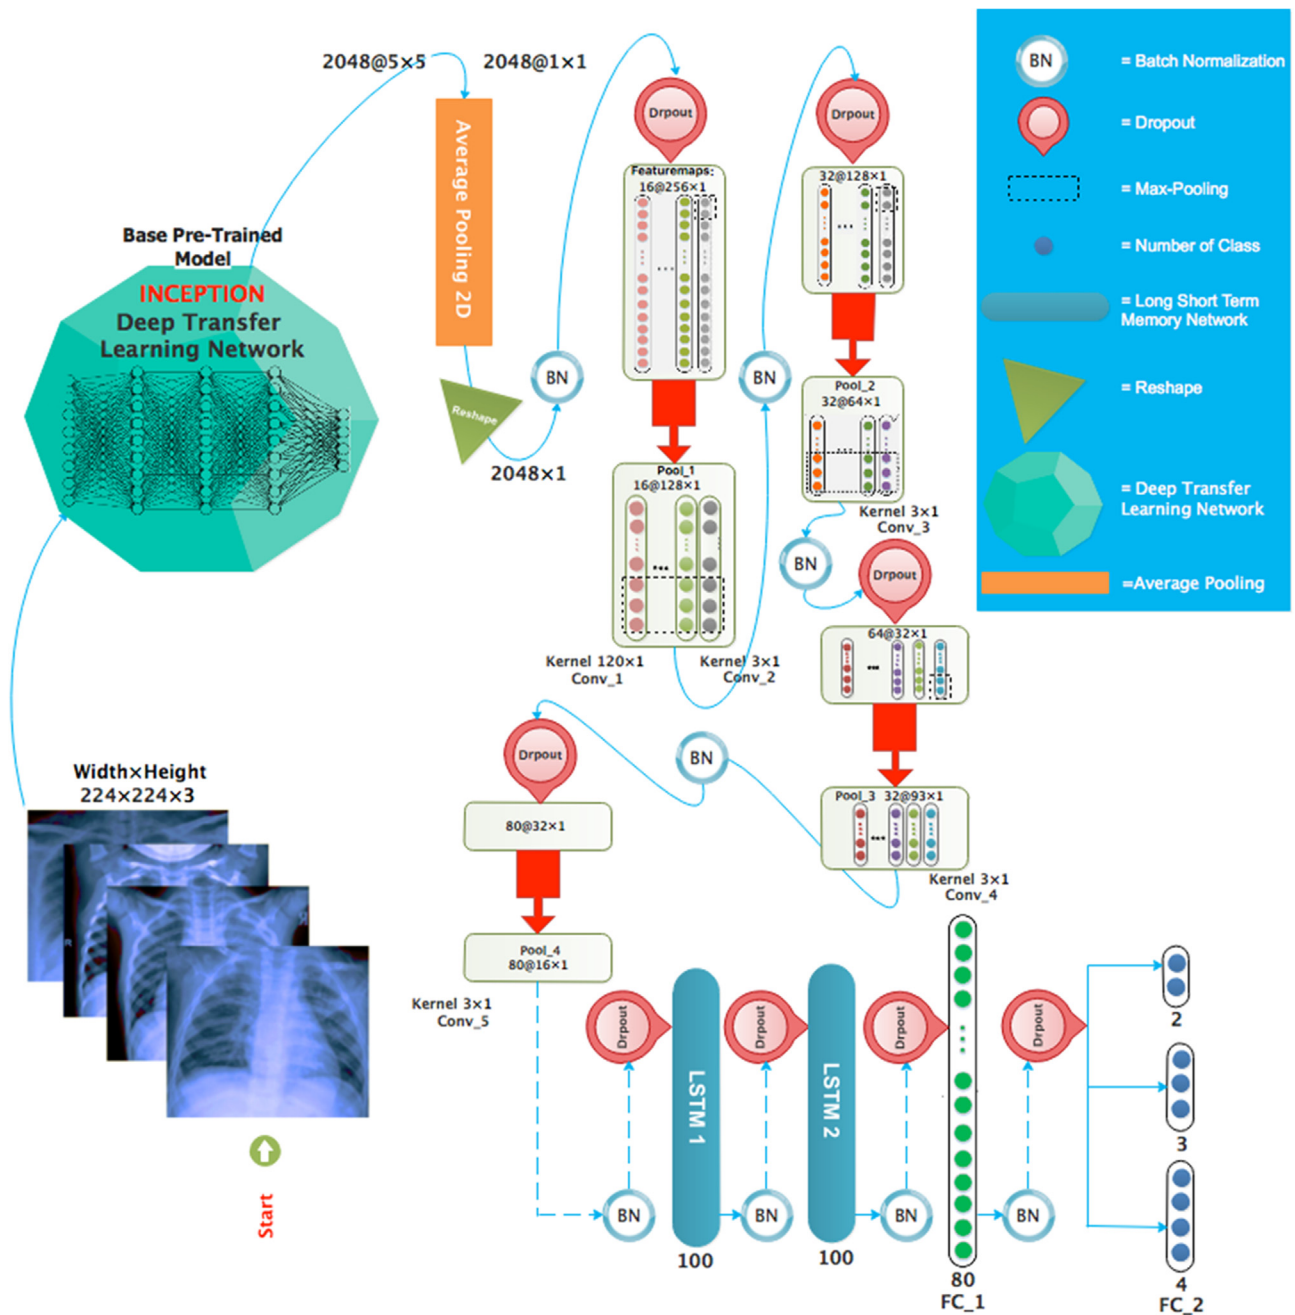 2048@5×5
2048@1×1
Average Pooling 2D
Reshape
2048×1
BN
Base Pre-Trained
Model
INCEPTION
Deep Transfer
Learning Network
Width×Height
224×224×3
R
Start
Drpout
Featuremaps:
16@256×1
Pool_1
16@128×1
Kernel 120×1
Conv_1
Kernel 3×1
Conv_2
BN
Drpout
32@128×1
Pool_2
32@64×1
Kernel 3×1
Conv_3
BN
Drpout
64@32×1
Pool_3 32@93×1
Kernel 3×1
Conv_4
BN
Drpout
80@32×1
Pool_4
80@16×1
Kernel 3×1
Conv_5
BN
Drpout
LSTM 1
100
BN
Drpout
LSTM 2
100
BN
Drpout
80
FC_1
BN
Drpout
2
3
4
FC_2
BN
= Batch Normalization
= Dropout
= Max-Pooling
= Number of Class
= Long Short Term
Memory Network
= Reshape
= Deep Transfer
Learning Network
=Average Pooling